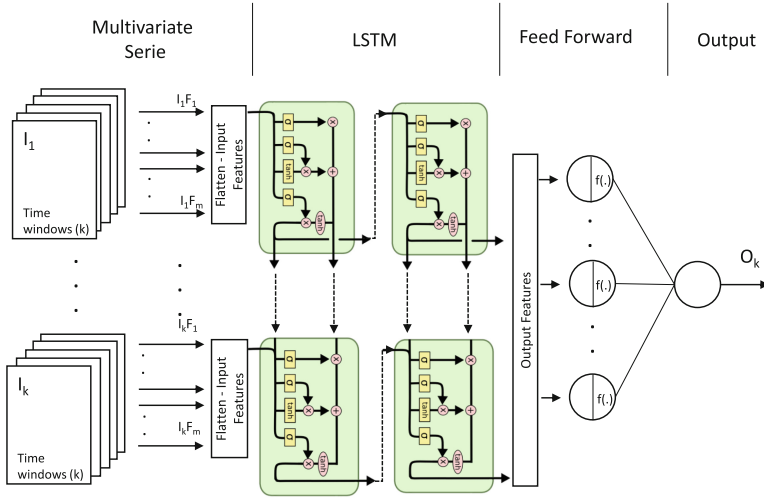 Multivariate
Serie
LSTM
Feed Forward
Output
I1
Time
windows (k)
I1F1
I1Fm
Flatten - Input
Features
σ
σ
tanh
σ
x
x
+
x
tanh
σ
σ
tanh
σ
x
x
+
x
tanh
Ik
Time
windows (k)
IkF1
IkFm
Flatten - Input
Features
σ
σ
tanh
σ
x
x
+
x
tanh
σ
σ
tanh
σ
x
x
+
x
tanh
Output Features
f(.)
f(.)
f(.)
Ok